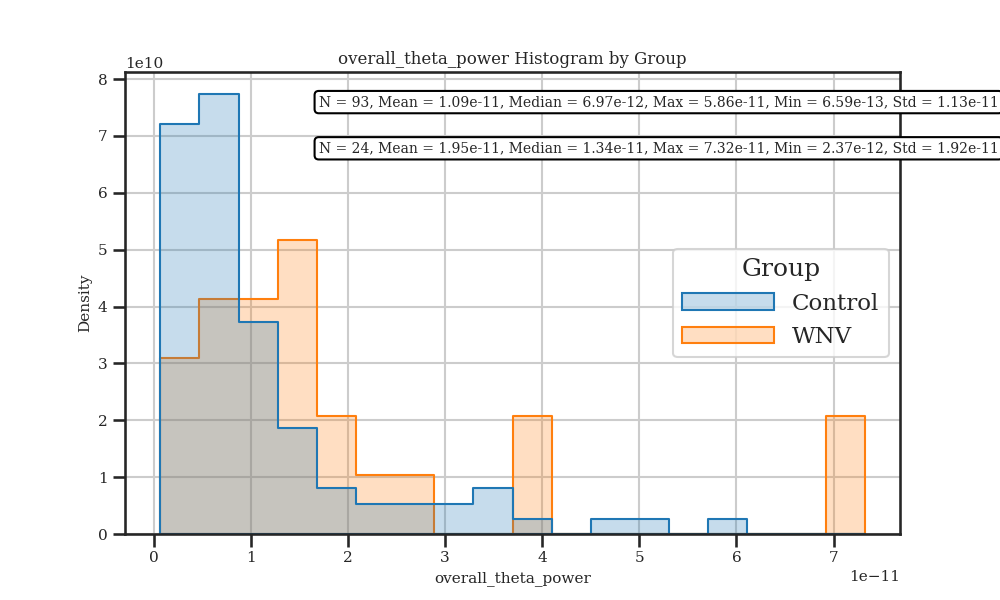 overall_theta_power Histogram by Group
1e10
N = 93, Mean = 1.09e-11, Median = 6.97e-12, Max = 5.86e-11, Min = 6.59e-13, Std = 1.13e-11
N = 24, Mean = 1.95e-11, Median = 1.34e-11, Max = 7.32e-11, Min = 2.37e-12, Std = 1.92e-11
8
7
6
5
4
3
2
1
0
Density
Group
Control
WNV
0 1 2 3 4 5 6 7
1e−11
overall_theta_power